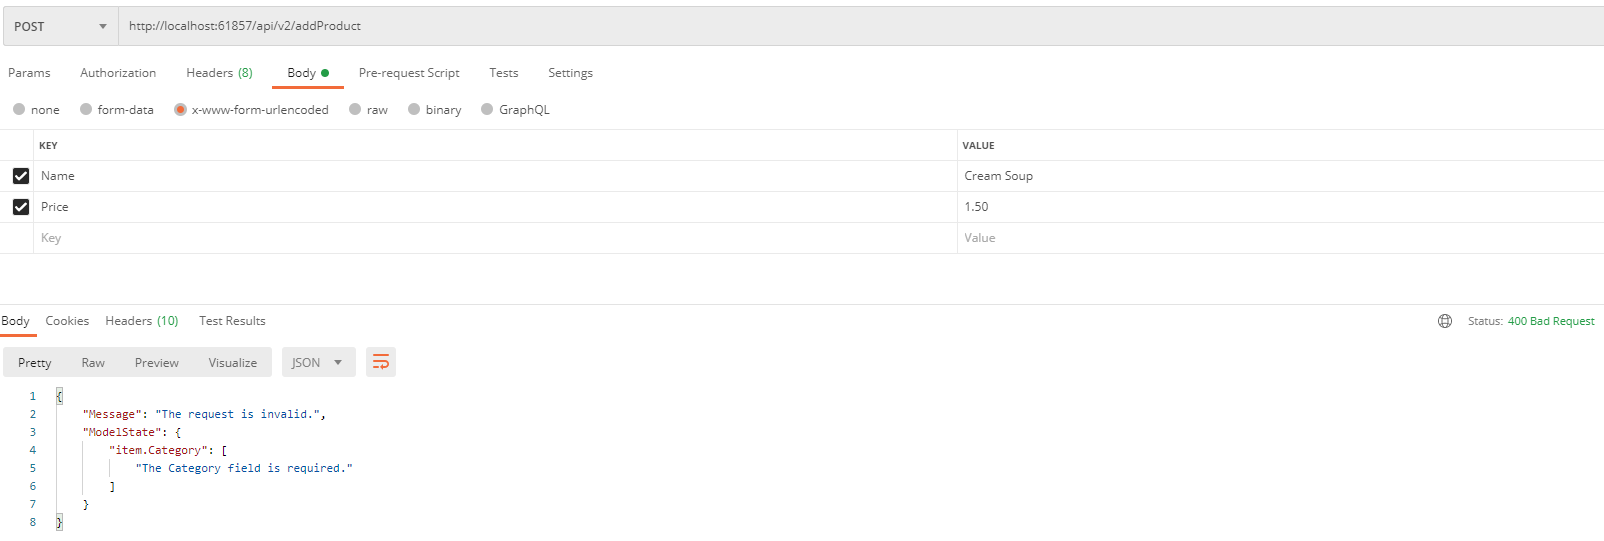 POST http://localhost:61857/api/v2/addProduct
Params Authorization Headers (8) Body Pre-request Script Tests Settings
none form-data x-www-form-urlencoded raw binary GraphQL
KEY VALUE
Name Cream Soup
Price 1.50
Key Value
Body Cookies Headers (10) Test Results Status: 400 Bad Request
Pretty Raw Preview Visualize JSON
1 {
2 "Message": "The request is invalid.",
3 "ModelState": {
4 "item.Category": [
5 "The Category field is required."
6 ]
7 }
8 }